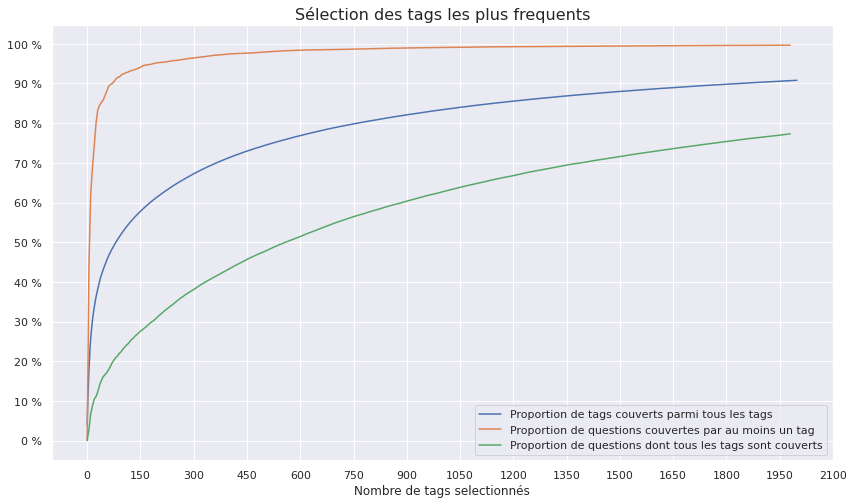 Sélection des tags les plus frequents
100 %
90 %
80 %
70 %
60 %
50 %
40 %
30 %
20 %
10 %
0 %
Proportion de tags couverts parmi tous les tags
Proportion de questions couvertes par au moins un tag
Proportion de questions dont tous les tags sont couverts
0 150 300 450 600 750 900 1050 1200 1350 1500 1650 1800 1950 2100
Nombre de tags selectionnés